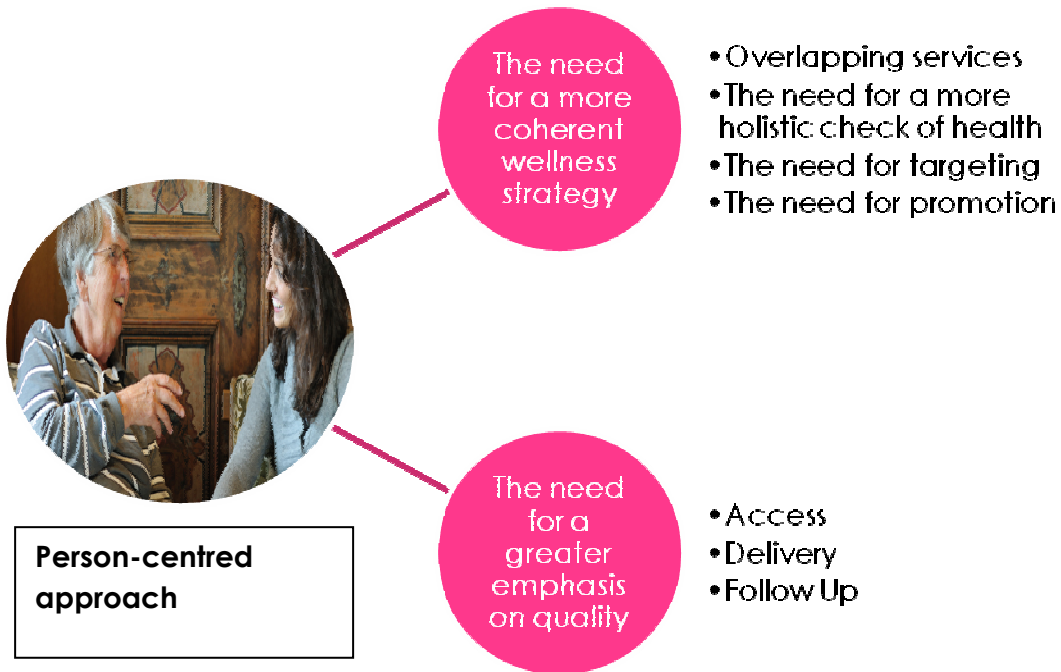 The need
for a more
coherent
wellness
strategy
•Overlapping services
•The need for a more
holistic check of health
•The need for targeting
•The need for promotion
Person-centred
approach
The need
for a
greater
emphasis
on quality
•Access
•Delivery
•Follow Up